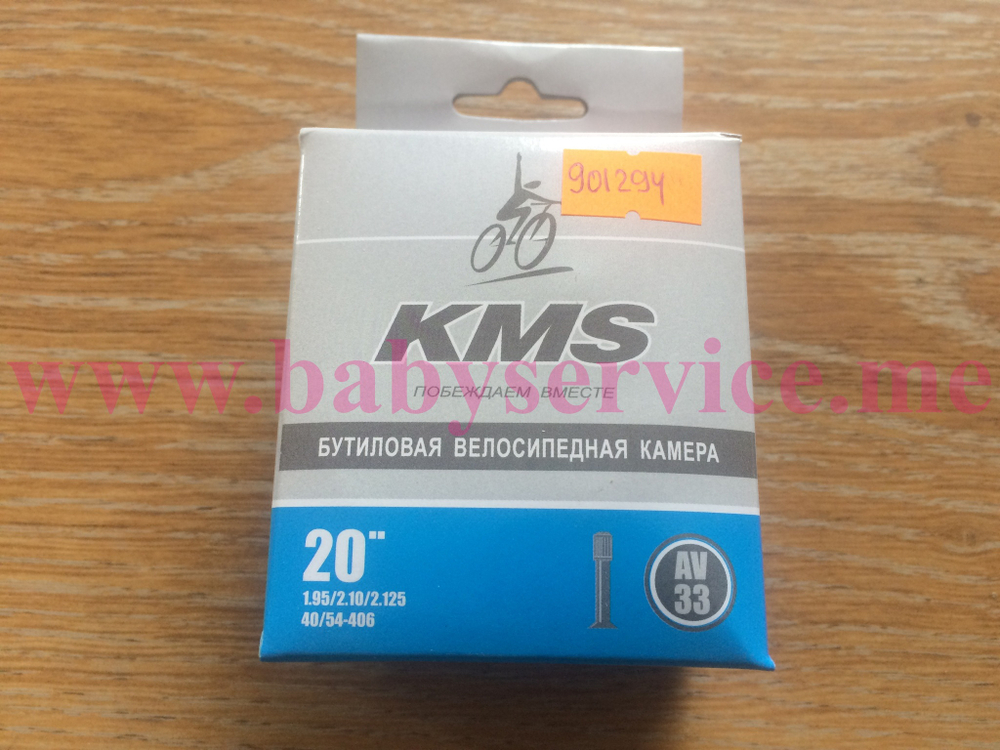 901294
KMS
ПОБЕЖДАЕМ ВМЕСТЕ
www.babyservice.me
БУТИЛОВАЯ ВЕЛОСИПЕДНАЯ КАМЕРА
20"
1.95/2.10/2.125
40/54-406
AV
33